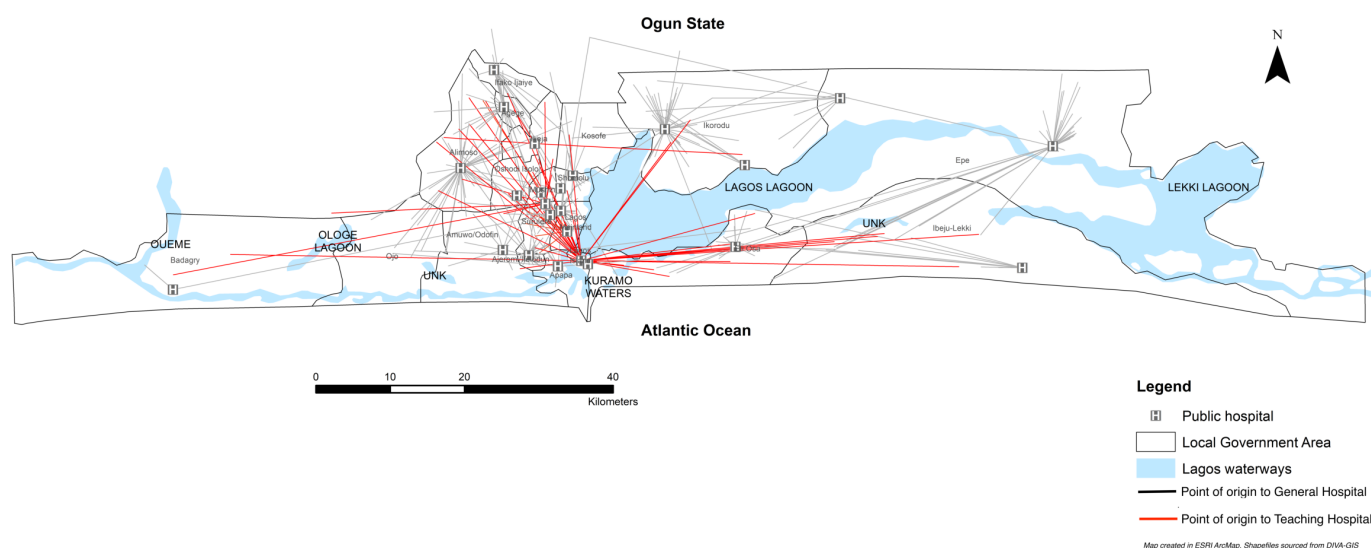 Ogun State
N
Ifako Ijaiye
Agege
Ikorodu
Kosofe
Alimoso
Oshodi Isolo
Epe
LAGOS LAGOON
LEKKI LAGOON
UNK
Ibeju-Lekki
OUEME
OLOGE
LAGOON
Badagry
Amuwo/Odofin
Ojo
UNK
Apapa
KURAMO
WATERS
Atlantic Ocean
0 10 20 40
Kilometers
Legend
H Public hospital
Local Government Area
Lagos waterways
Point of origin to General Hospital
Point of origin to Teaching Hospital
Map created in ESRI ArcMap. Shapefiles sourced from DIVA-GIS